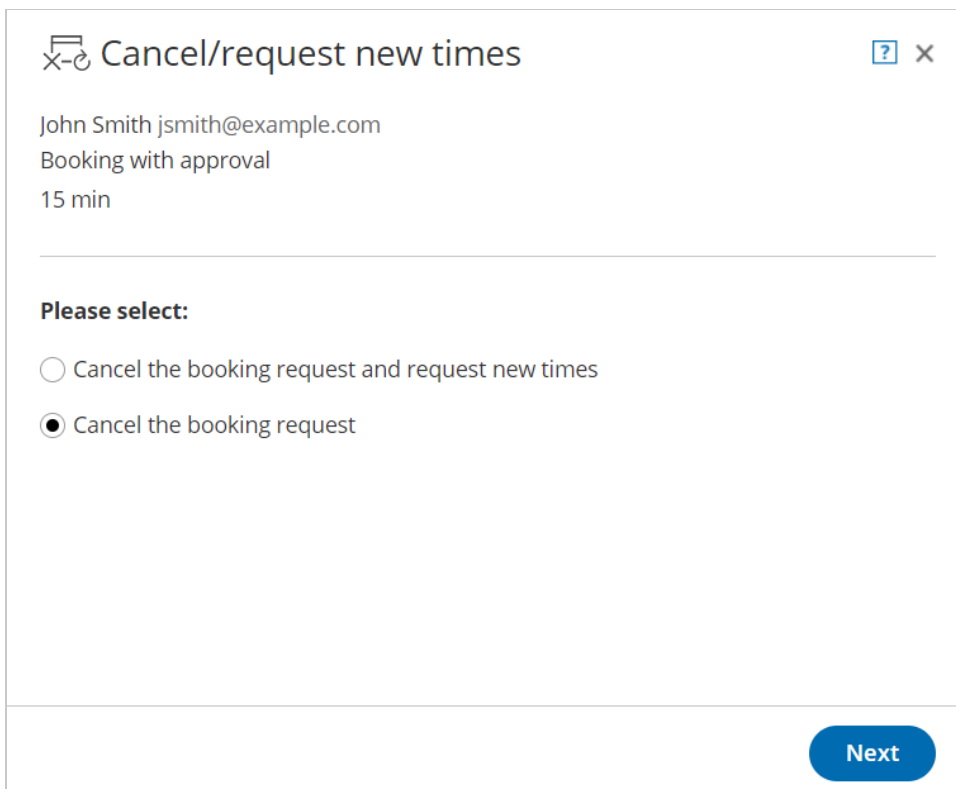 Cancel/request new times
?
John Smith jsmith@example.com
Booking with approval
15 min
Please select:
Cancel the booking request and request new times
Cancel the booking request
Next